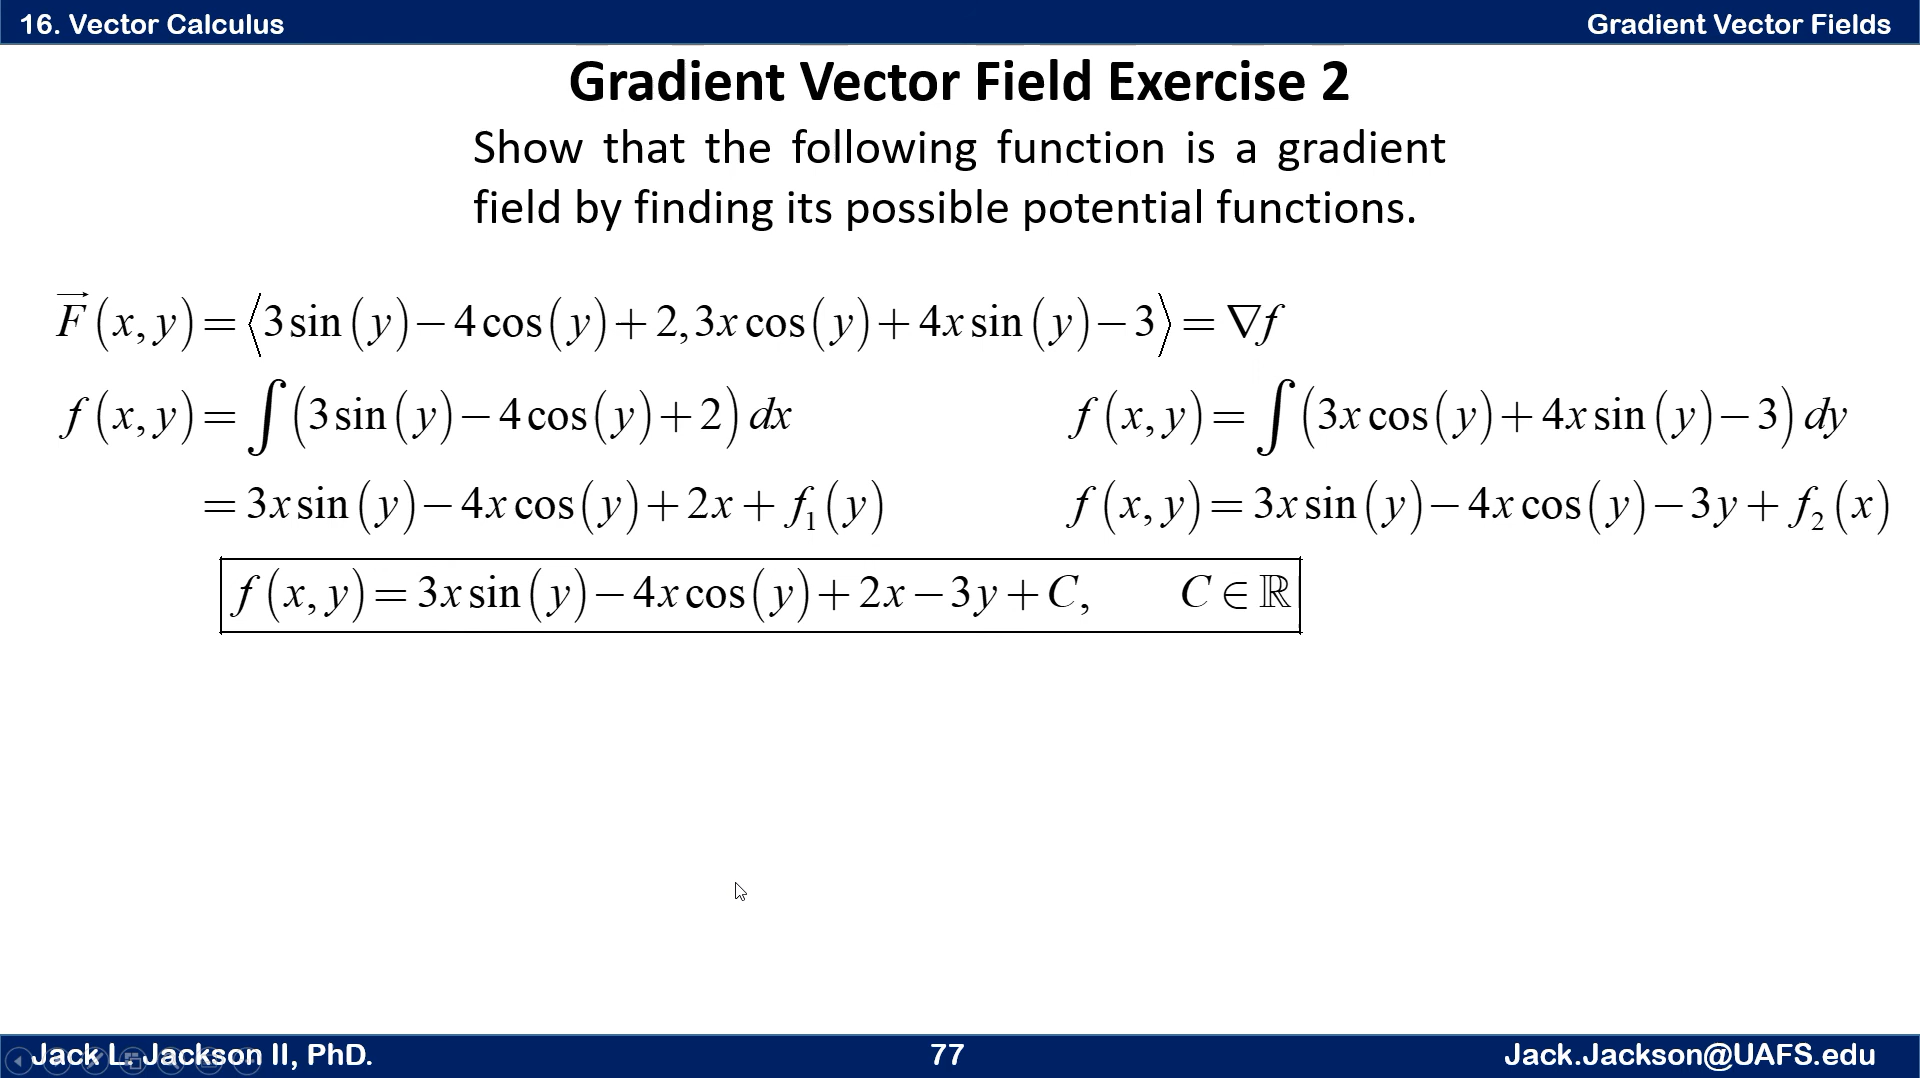 16. Vector Calculus
Gradient Vector Fields
Gradient Vector Field Exercise 2
Show that the following function is a gradient
field by finding its possible potential functions.
F⃗(x, y) = ⟨3 sin(y) − 4 cos(y) + 2, 3x cos(y) + 4x sin(y) − 3⟩ = ∇f
f(x, y) = ∫(3 sin(y) − 4 cos(y) + 2) dx
f(x, y) = ∫(3x cos(y) + 4x sin(y) − 3) dy
= 3x sin(y) − 4x cos(y) + 2x + f₁(y)
f(x, y) = 3x sin(y) − 4x cos(y) − 3y + f₂(x)
f(x, y) = 3x sin(y) − 4x cos(y) + 2x − 3y + C, C ∈ ℝ
Jack L. Jackson II, PhD.
77
Jack.Jackson@UAFS.edu